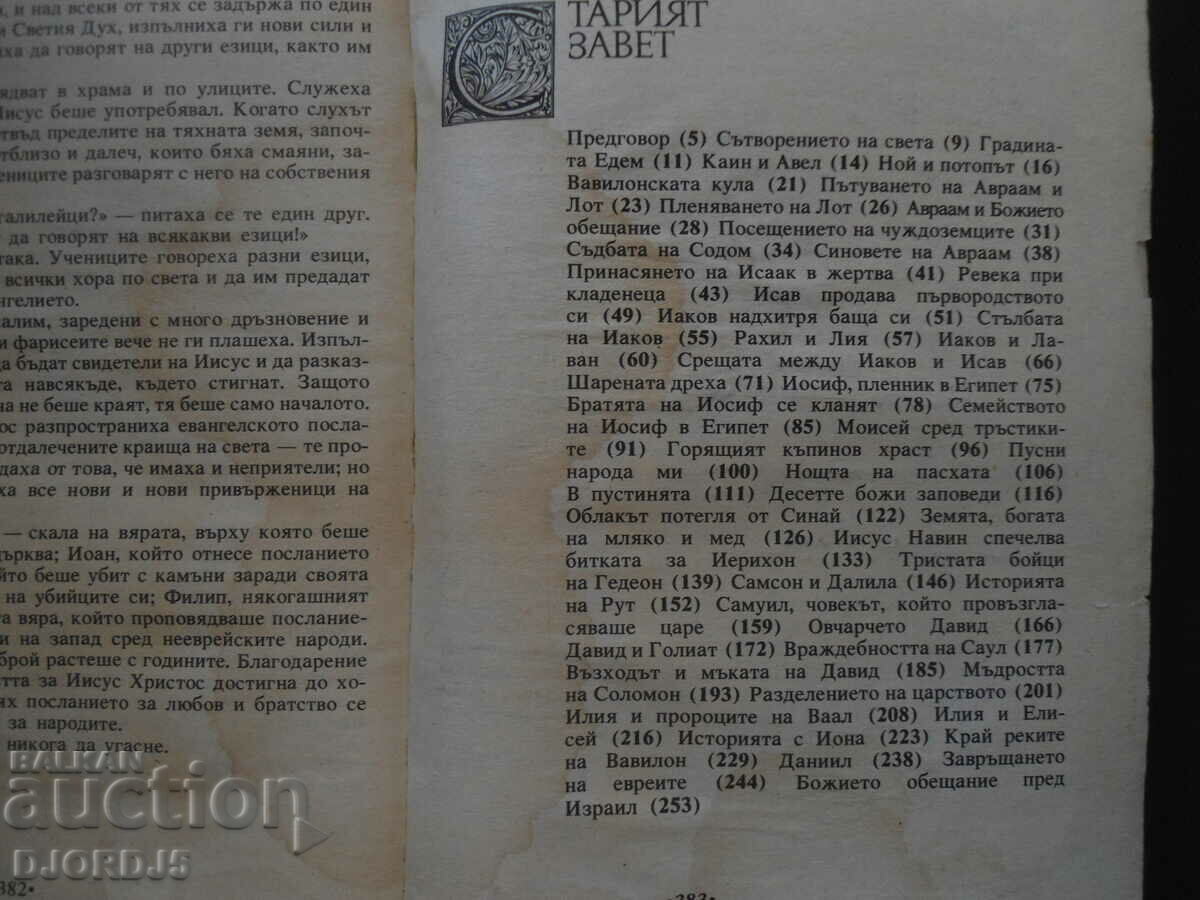 и над всеки от тях се задържа по един
и Светия Дух, изпълниха ги нови сили и
да говорят на други езици, както им
в храма и по улиците. Служеха
Иисус беше употребявал. Когато слухът
отвъд пределите на тяхната земя, започ-
отблизо и далеч, които бяха смаяни, за-
учениците разговарят с него на собствения
галилейци?» — питаха се те един друг.
да говорят на всякакви езици!»
така. Учениците говореха разни езици,
всички хора по света и да им предадат
евангелието.
заредени с много дръзновение и
и фарисеите вече не ги плашеха. Изпъл-
да бъдат свидетели на Иисус и да разказ-
навсякъде, където стигнат. Защото
на не беше краят, тя беше само началото.
разпространиха евангелското посла-
отдалечените краища на света — те про-
от това, че имаха и неприятели; но
все нови и нови привърженици на
— скала на вярата, върху която беше
църква; Иоан, който отнесе посланието
който беше убит с камъни заради своята
на убийците си; Филип, някогашният
вяра, който проповядваше послание-
и на запад сред нееврейските народи.
брой растеше с годините. Благодарение
за Иисус Христос достигна до хо-
тях посланието за любов и братство се
за народите.
никога да угасне.
382•
СТАРИЯТ
ЗАВЕТ
Предговор (5) Сътворението на света (9) Градина-
та Едем (11) Каин и Авел (14) Ной и потопът (16)
Вавилонската кула (21) Пътуването на Авраам и
Лот (23) Пленяването на Лот (26) Авраам и Божието
обещание (28) Посещението на чуждоземците (31)
Съдбата на Содом (34) Синовете на Авраам (38)
Принасянето на Исаак в жертва (41) Ревека при
кладенеца (43) Исав продава първородството
си (49) Иаков надхитря баща си (51) Стълбата
на Иаков (55) Рахил и Лия (57) Иаков и Ла-
ван (60) Срещата между Иаков и Исав (66)
Шарената дреха (71) Иосиф, пленник в Египет (75)
Братята на Иосиф се кланят (78) Семейството
на Иосиф в Египет (85) Моисей сред тръстики-
те (91) Горящият къпинов храст (96) Пусни
народа ми (100) Нощта на пасхата (106)
В пустинята (111) Десетте божи заповеди (116)
Облакът потегля от Синай (122) Земята, богата
на мляко и мед (126) Иисус Навин спечелва
битката за Иерихон (133) Тристата бойци
на Гедеон (139) Самсон и Далила (146) Историята
на Рут (152) Самуил, човекът, който провъзгла-
сяваше царе (159) Овчарчето Давид (166)
Давид и Голиат (172) Враждебността на Саул (177)
Възходът и мъката на Давид (185) Мъдростта
на Соломон (193) Разделението на царството (201)
Илия и пророците на Ваал (208) Илия и Ели-
сей (216) Историята с Иона (223) Край реките
на Вавилон (229) Даниил (238) Завръщането
на евреите (244) Божието обещание пред
Израил (253)
BALKAN
auction
DJORDJ5